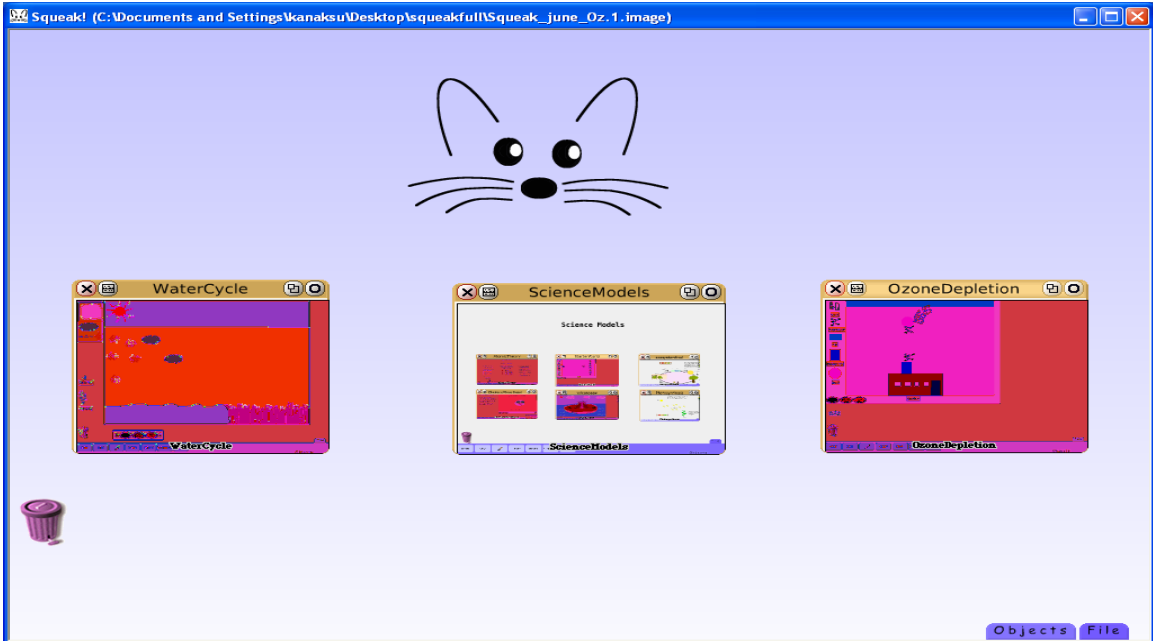 Squeak! (C:\Documents and Settings\kanaksu\Desktop\squeakfull\Squeak_june_Oz.1.image)
WaterCycle
ScienceModels
OzoneDepletion
Science Models
WaterCycle
ScienceModels
OzoneDepletion
Objects
File